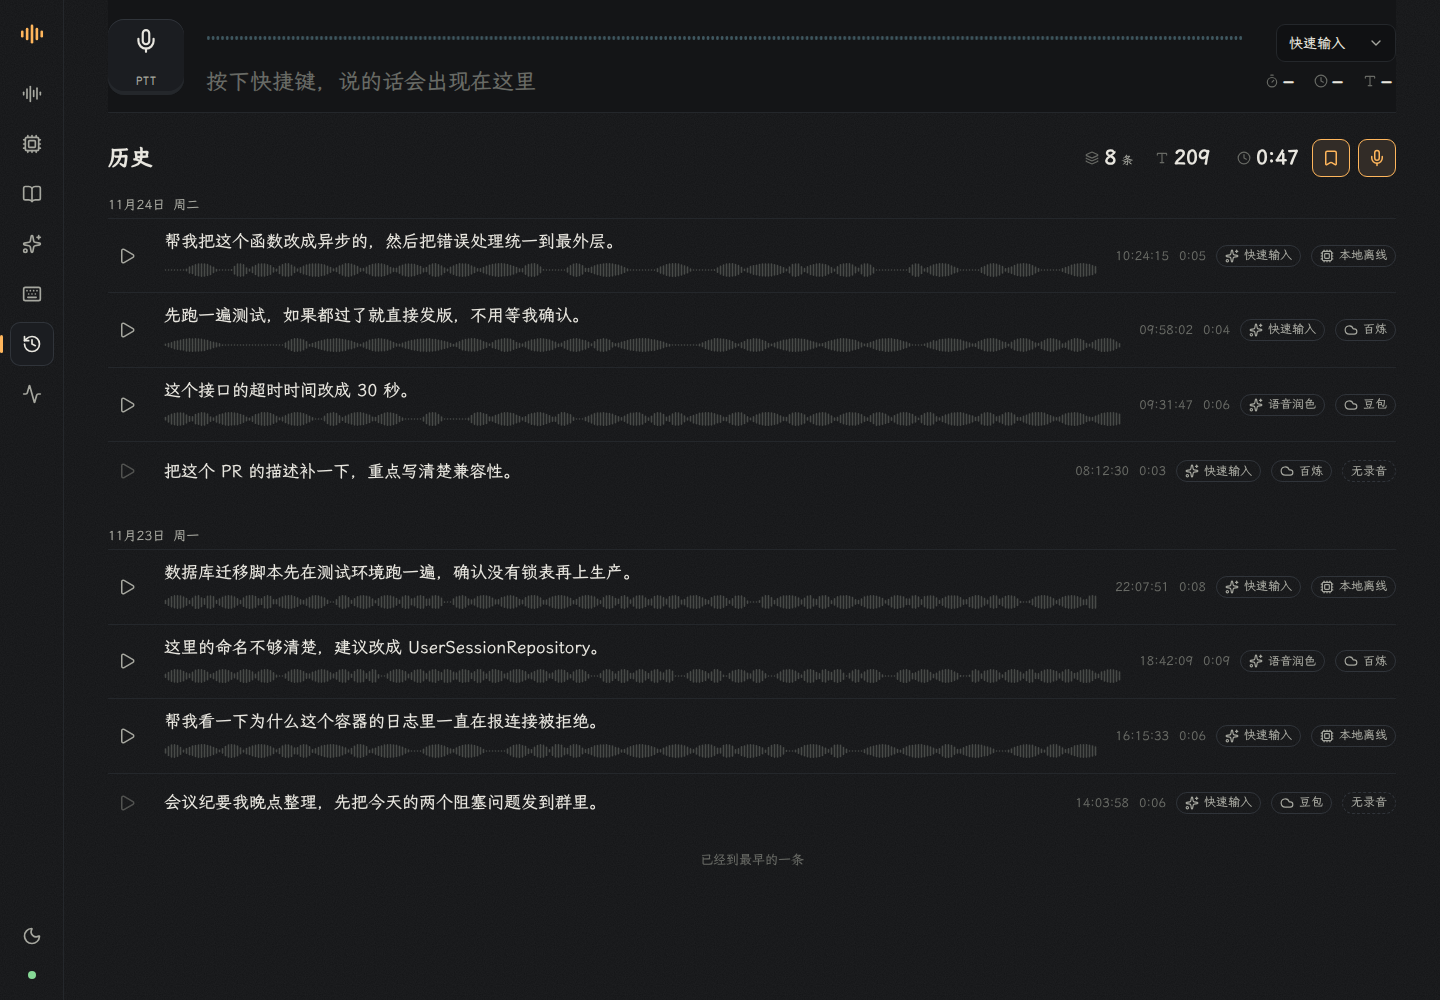 PTT
按下快捷键，说的话会出现在这里
快速输入
历史
8 条 209 0:47
11月24日 周二
帮我把这个函数改成异步的，然后把错误处理统一到最外层。
10:24:15 0:05 快速输入 本地离线
先跑一遍测试，如果都过了就直接发版，不用等我确认。
09:58:02 0:04 快速输入 百炼
这个接口的超时时间改成 30 秒。
09:31:47 0:06 语音润色 豆包
把这个 PR 的描述补一下，重点写清楚兼容性。
08:12:30 0:03 快速输入 百炼 无录音
11月23日 周一
数据库迁移脚本先在测试环境跑一遍，确认没有锁表再上生产。
22:07:51 0:08 快速输入 本地离线
这里的命名不够清楚，建议改成 UserSessionRepository。
18:42:09 0:09 语音润色 百炼
帮我看一下为什么这个容器的日志里一直在报连接被拒绝。
16:15:33 0:06 快速输入 本地离线
会议纪要我晚点整理，先把今天的两个阻塞问题发到群里。
14:03:58 0:06 快速输入 豆包 无录音
已经到最早的一条